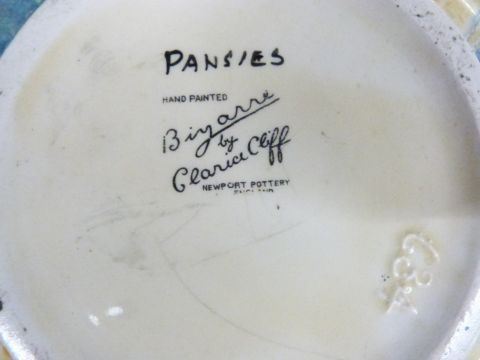 PANSIES
HAND PAINTED
Bizarre
by
Clarice Cliff
NEWPORT POTTERY
ENGLAND